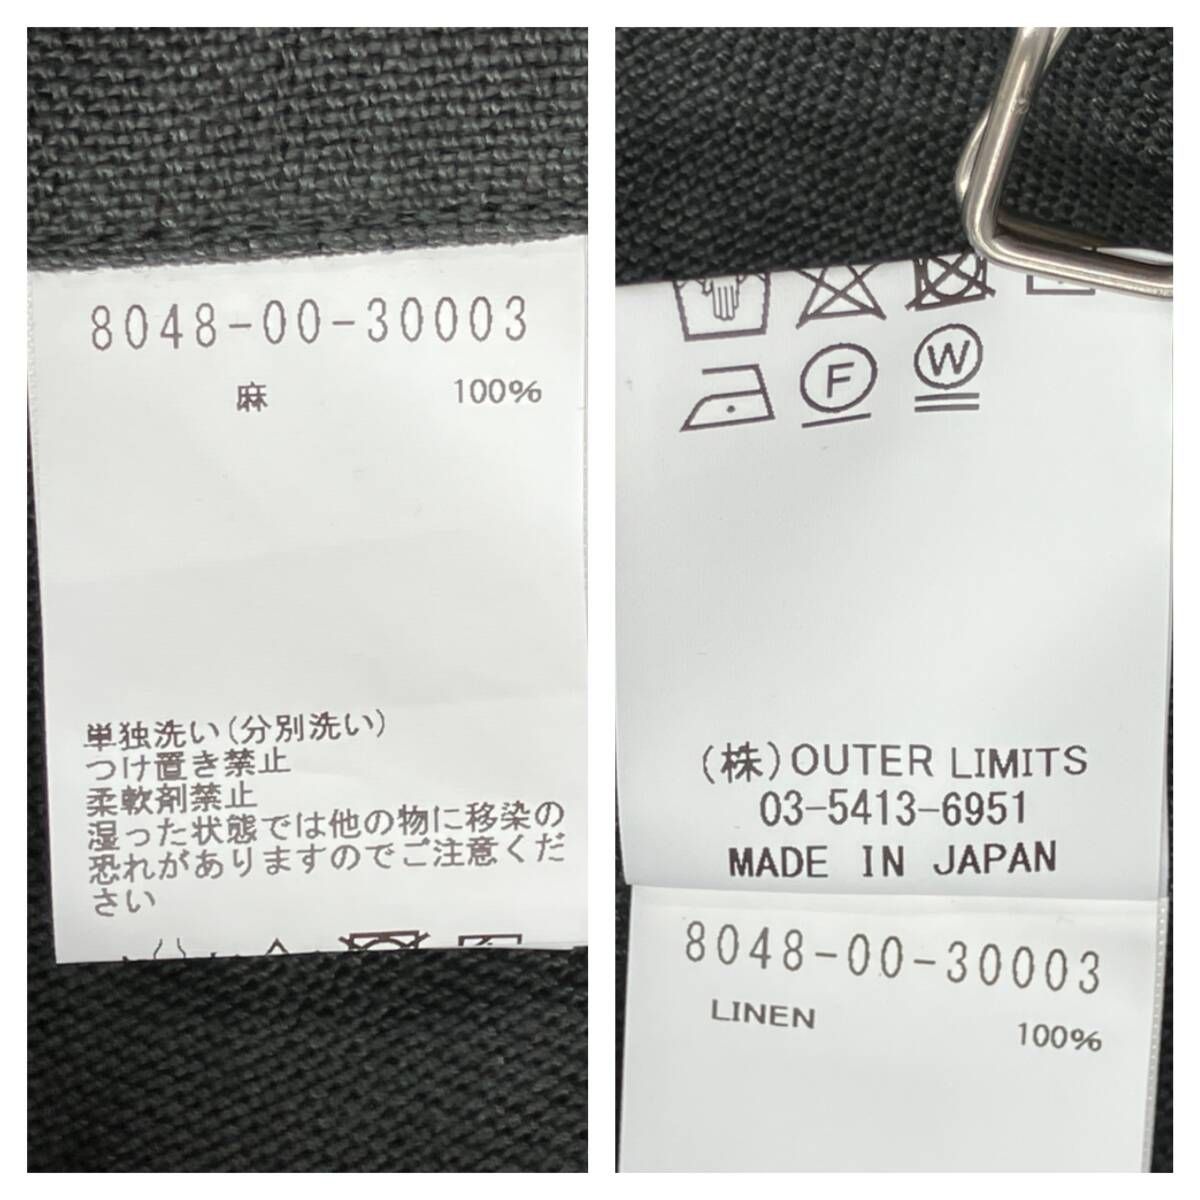 8048-00-30003
麻 100%
単独洗い(分別洗い)
つけ置き禁止
柔軟剤禁止
湿った状態では他の物に移染の
恐れがありますのでご注意くだ
さい
F W
(株)OUTER LIMITS
03-5413-6951
MADE IN JAPAN
8048-00-30003
LINEN 100%